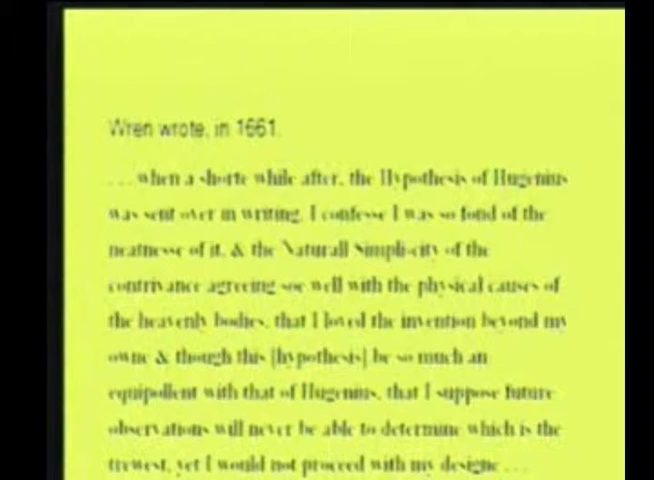 Wren wrote, in 1661.
. . . when a shorte while after, the Hypothesis of Hugenius
was sent over in writing, I confesse I was so fond of the
neatnesse of it, & the Naturall Simpli-city of the
contrivance agreeing soe well with the physical causes of
the heavenly bodies, that I loved the invention beyond my
owne & though this [hypothesis] be so much an
equipollent with that of Hugenius, that I suppose future
observations will never be able to determine which is the
trewest, yet I would not proceed with my designe . . .